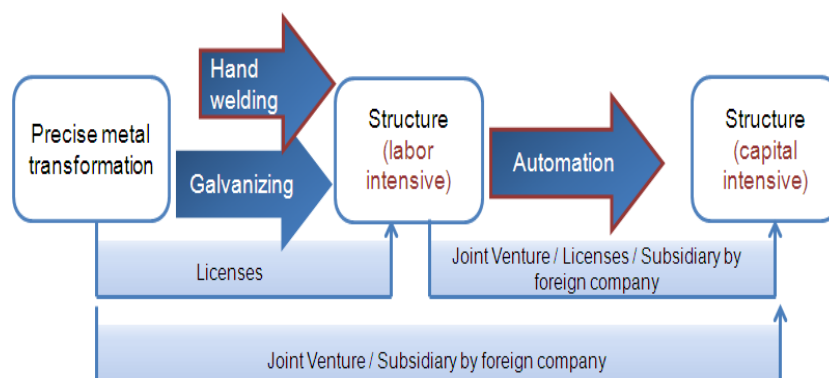 Precise metal
transformation
Hand
welding
Galvanizing
Structure
(labor
intensive)
Automation
Structure
(capital
intensive)
Licenses
Joint Venture / Licenses / Subsidiary by
foreign company
Joint Venture / Subsidiary by foreign company